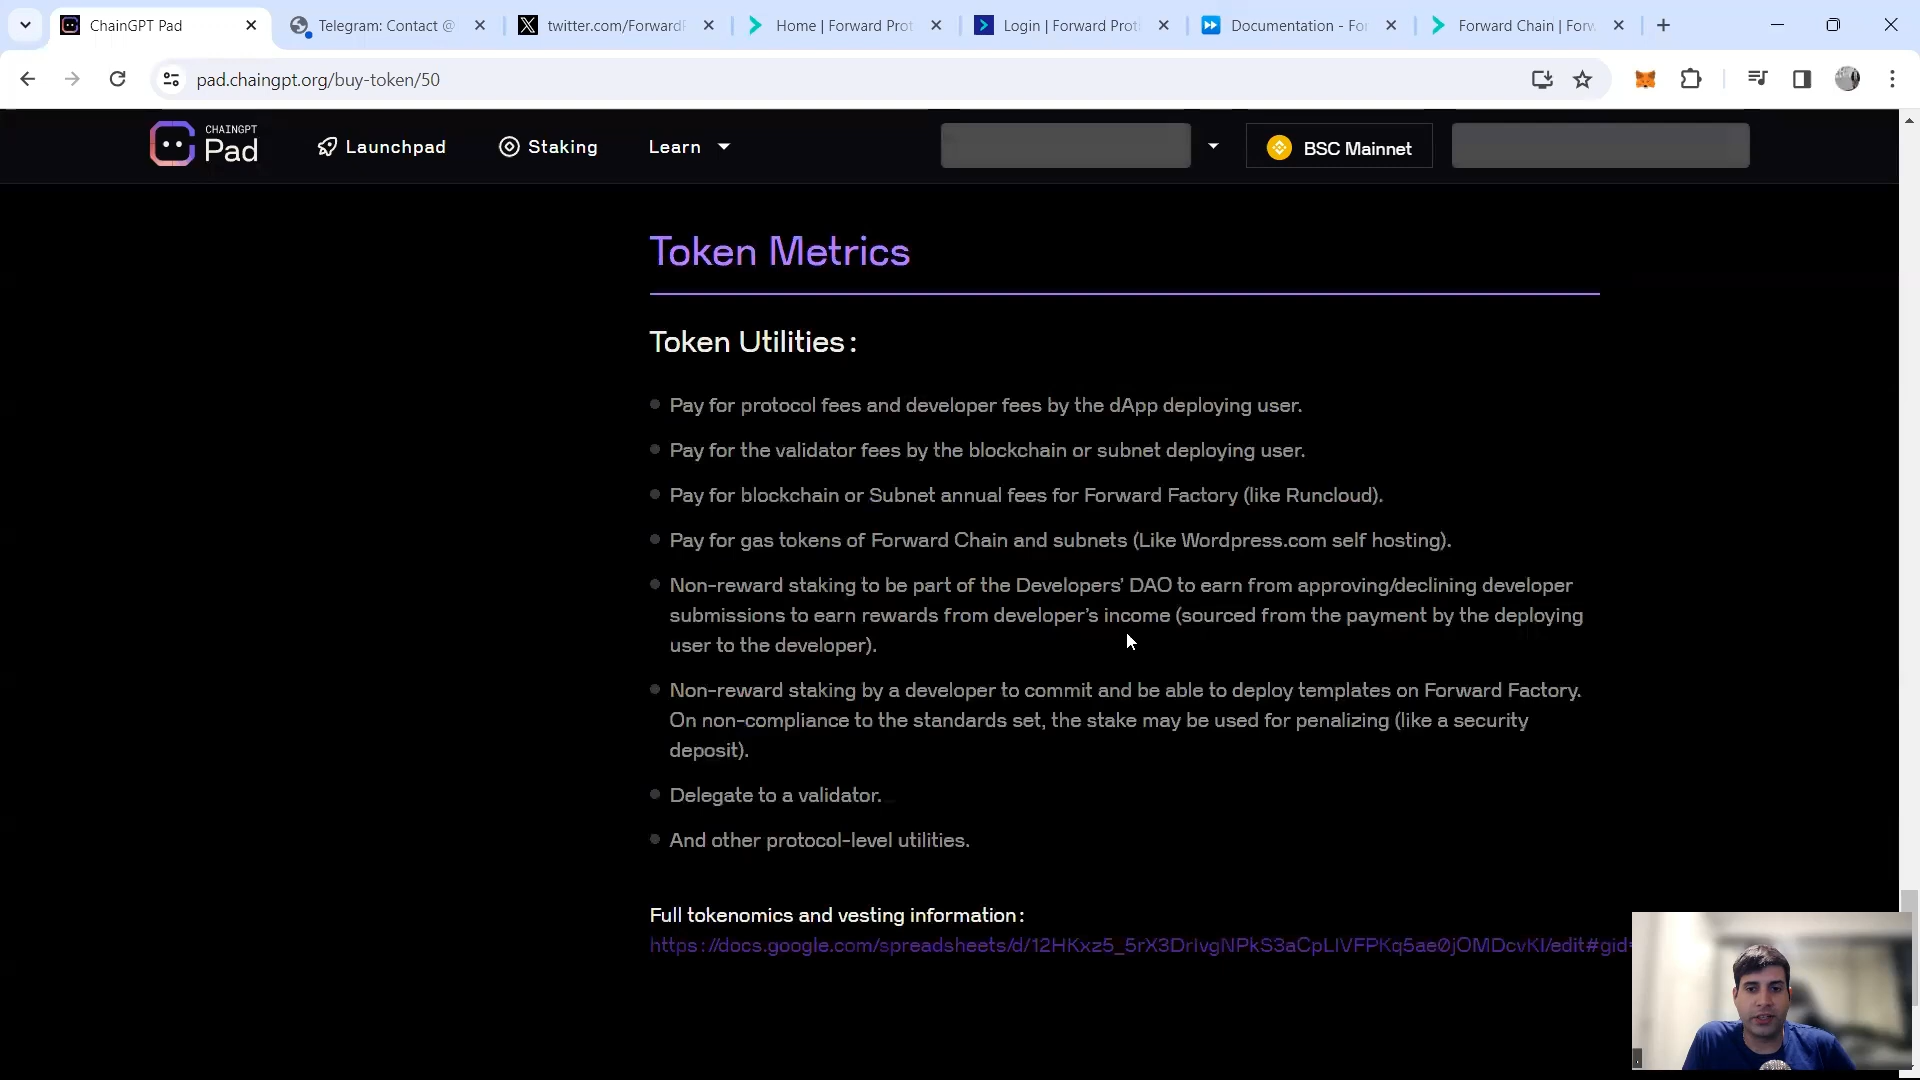 ChainGPT Pad
Telegram: Contact @
twitter.com/Forward
Home | Forward Prot
Login | Forward Prot
Documentation - For
Forward Chain | Forw
pad.chaingpt.org/buy-token/50
CHAINGPT
Pad
Launchpad
Staking
Learn
BSC Mainnet
Token Metrics
Token Utilities:
Pay for protocol fees and developer fees by the dApp deploying user.
Pay for the validator fees by the blockchain or subnet deploying user.
Pay for blockchain or Subnet annual fees for Forward Factory (like Runcloud).
Pay for gas tokens of Forward Chain and subnets (Like Wordpress.com self hosting).
Non-reward staking to be part of the Developers' DAO to earn from approving/declining developer
submissions to earn rewards from developer's income (sourced from the payment by the deploying
user to the developer).
Non-reward staking by a developer to commit and be able to deploy templates on Forward Factory.
On non-compliance to the standards set, the stake may be used for penalizing (like a security
deposit).
Delegate to a validator.
And other protocol-level utilities.
Full tokenomics and vesting information:
https://docs.google.com/spreadsheets/d/12HKxz5_5rX3DrIvgNPkS3aCpLIVFPKq5ae0jOMDcvKI/edit#gid=